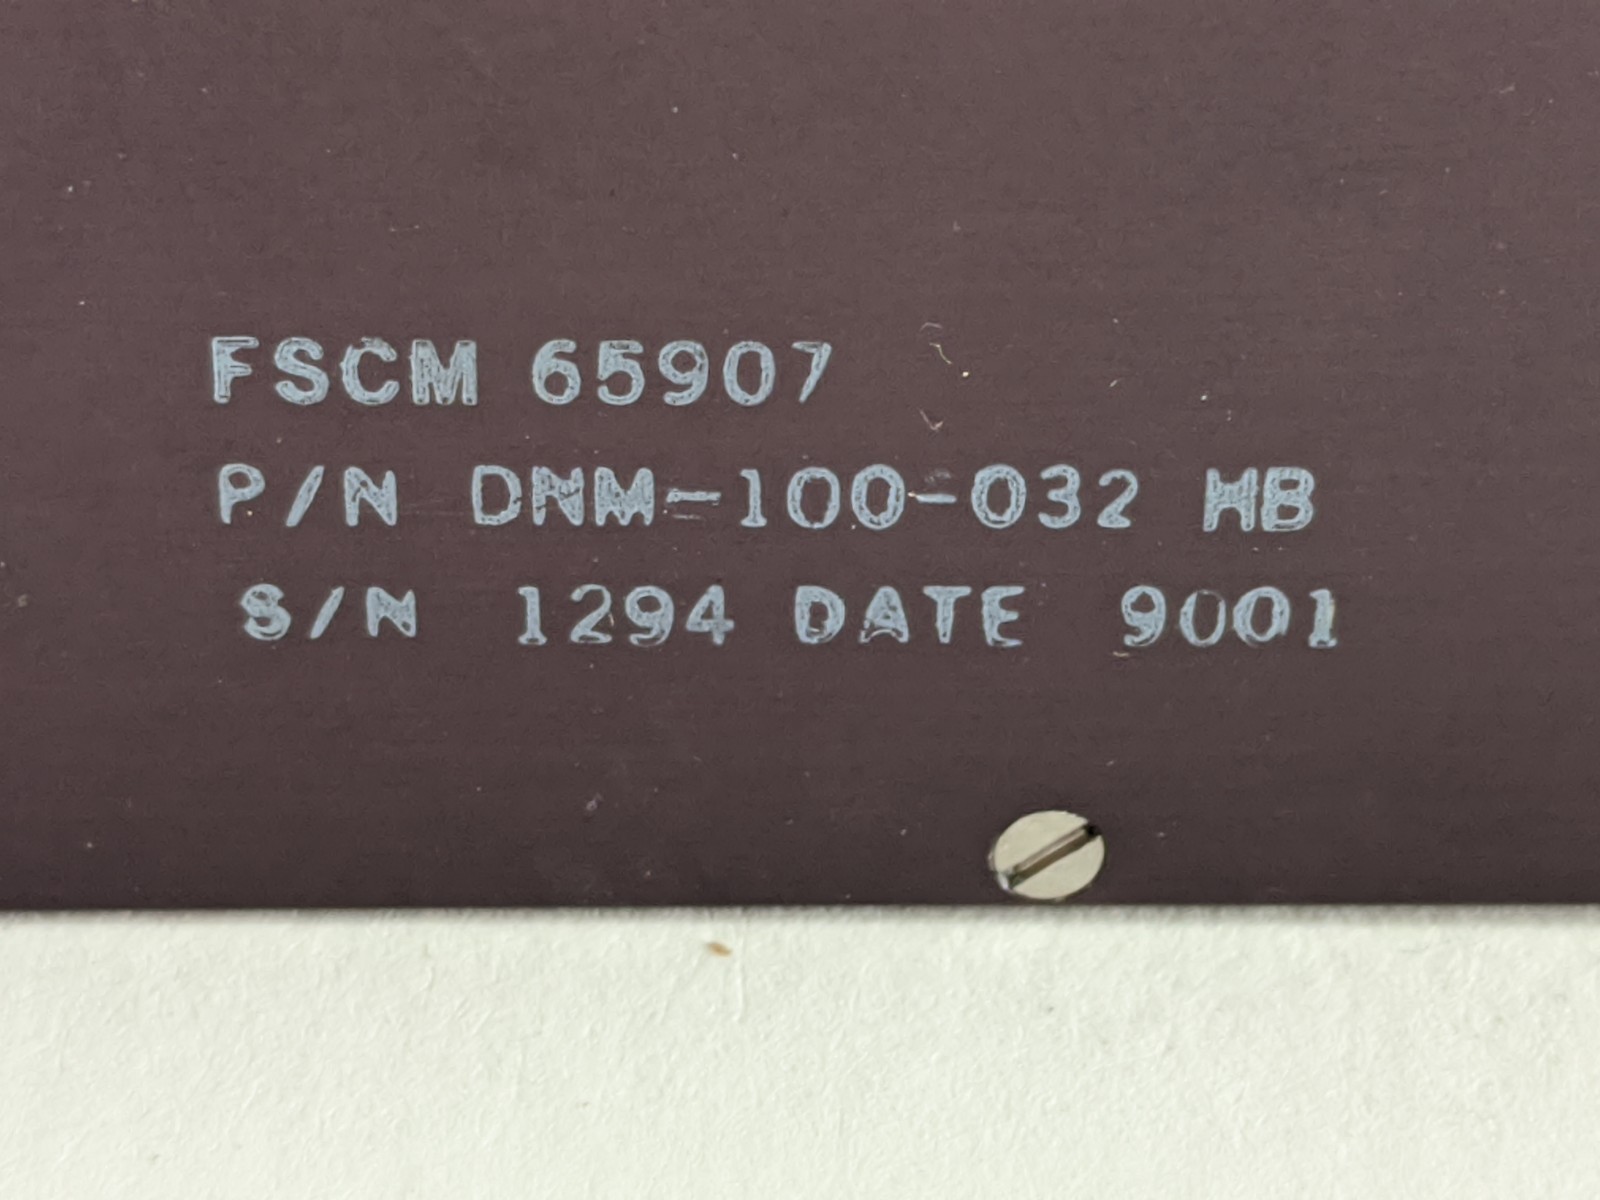 FSCM 65907
P/N DNM-100-032 HB
S/N 1294 DATE 9001